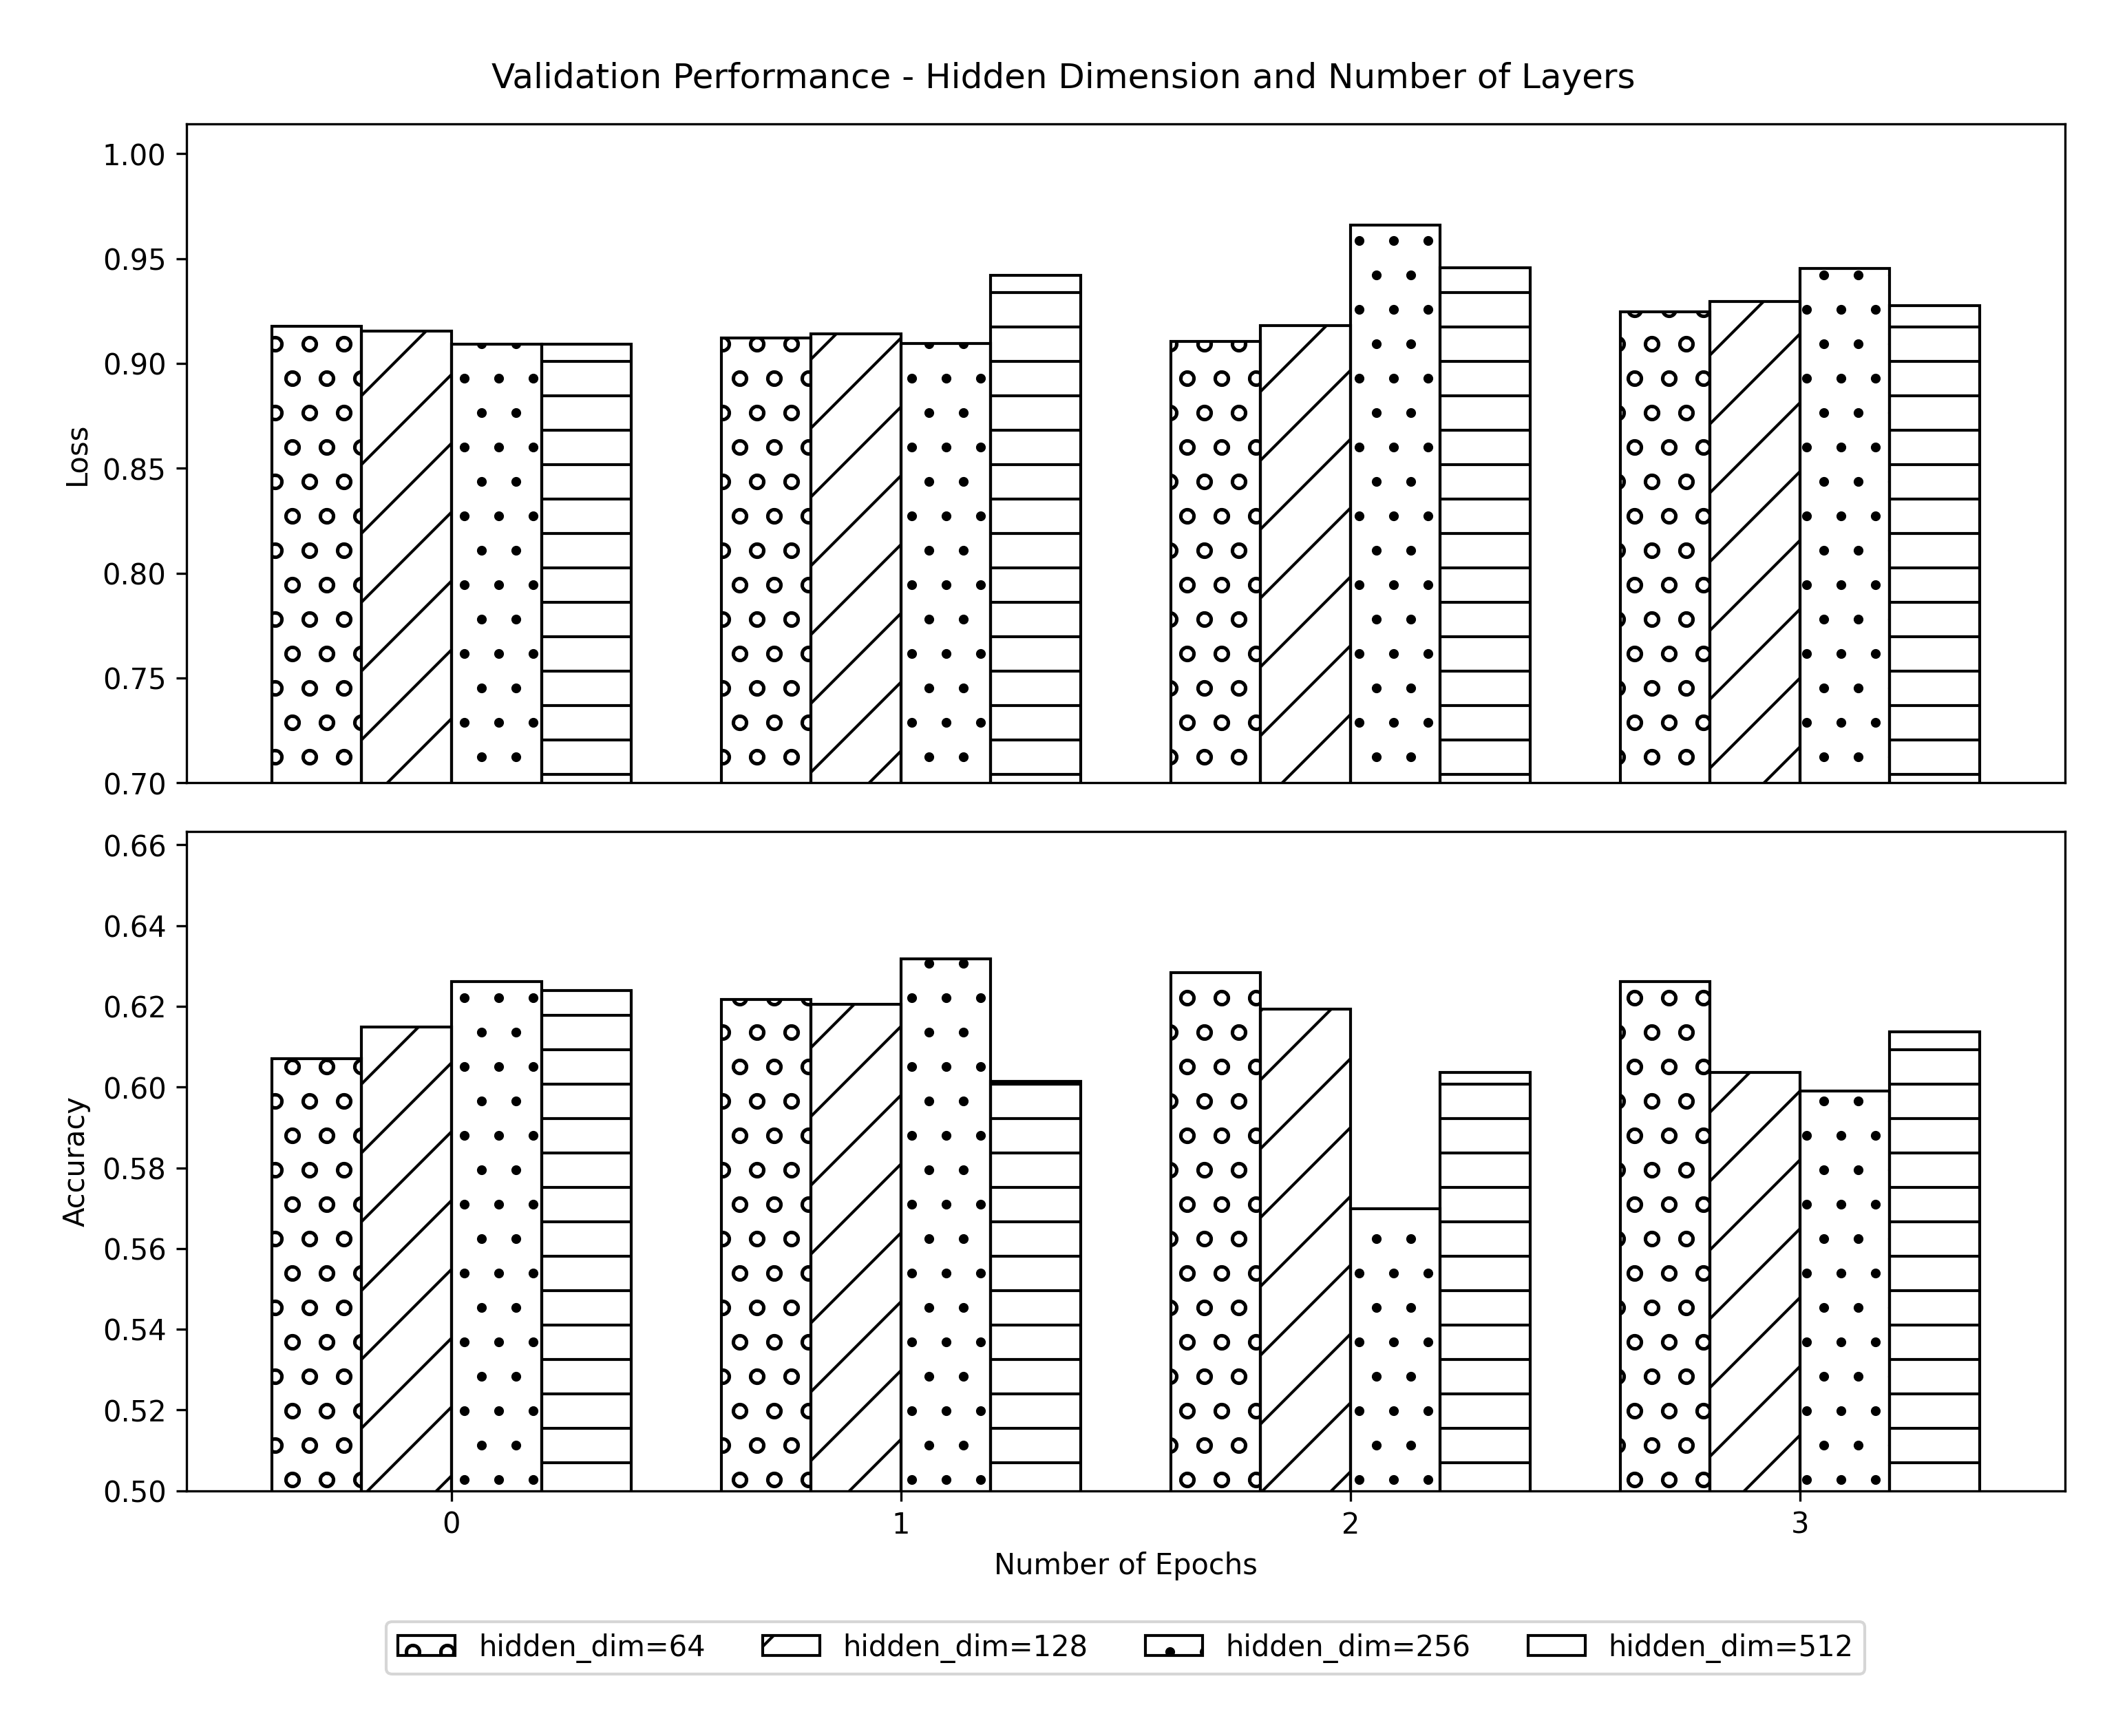 Validation Performance - Hidden Dimension and Number of Layers
1.00
0.95
0.90
0.85
0.80
0.75
0.70
Loss
0.66
0.64
0.62
0.60
0.58
0.56
0.54
0.52
0.50
Accuracy
0 1 2 3
Number of Epochs
hidden_dim=64 hidden_dim=128 hidden_dim=256 hidden_dim=512